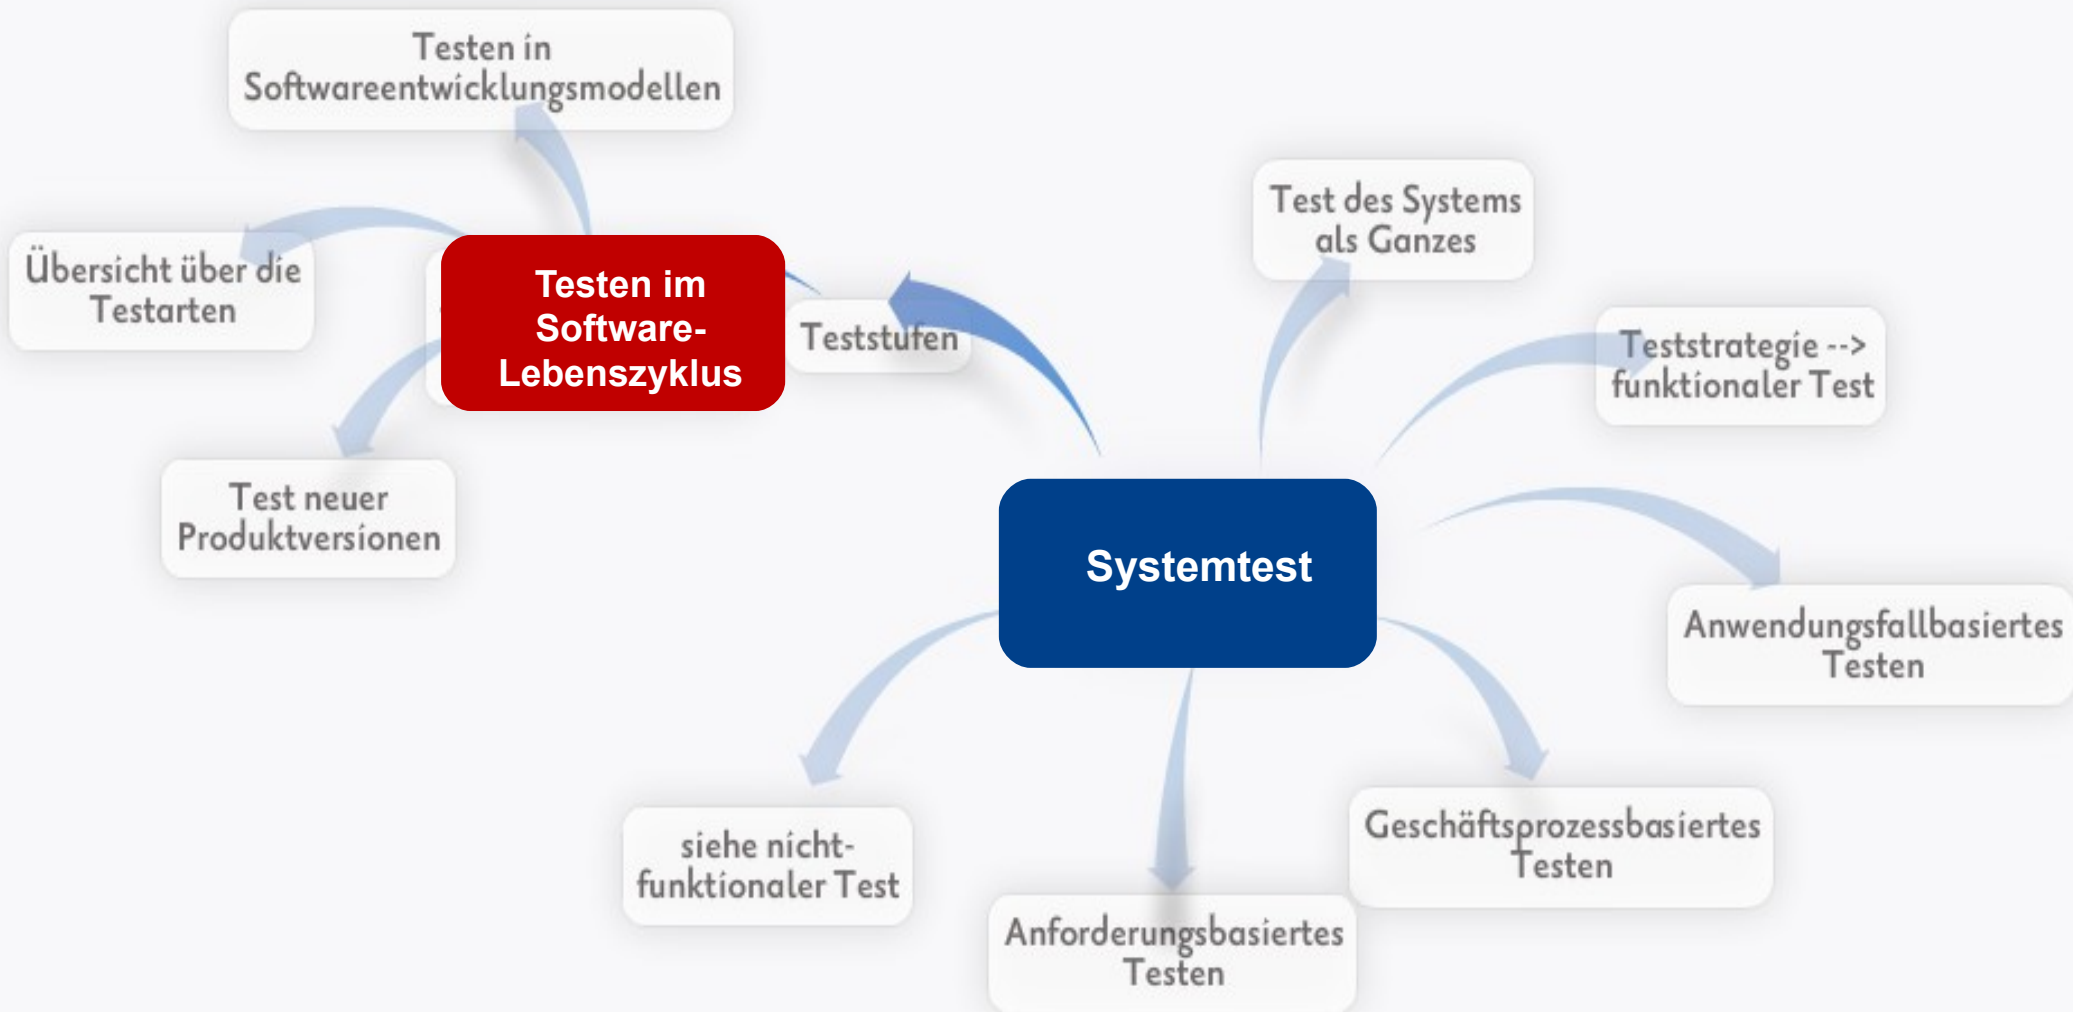 Testen in
Softwareentwicklungsmodellen
Test des Systems
als Ganzes
Übersicht über die
Testarten
Testen im
Software-
Lebenszyklus
Teststufen
Teststrategie -->
funktionaler Test
Test neuer
Produktversionen
Systemtest
Anwendungsfallbasiertes
Testen
siehe nicht-
funktionaler Test
Geschäftsprozessbasiertes
Testen
Anforderungsbasiertes
Testen